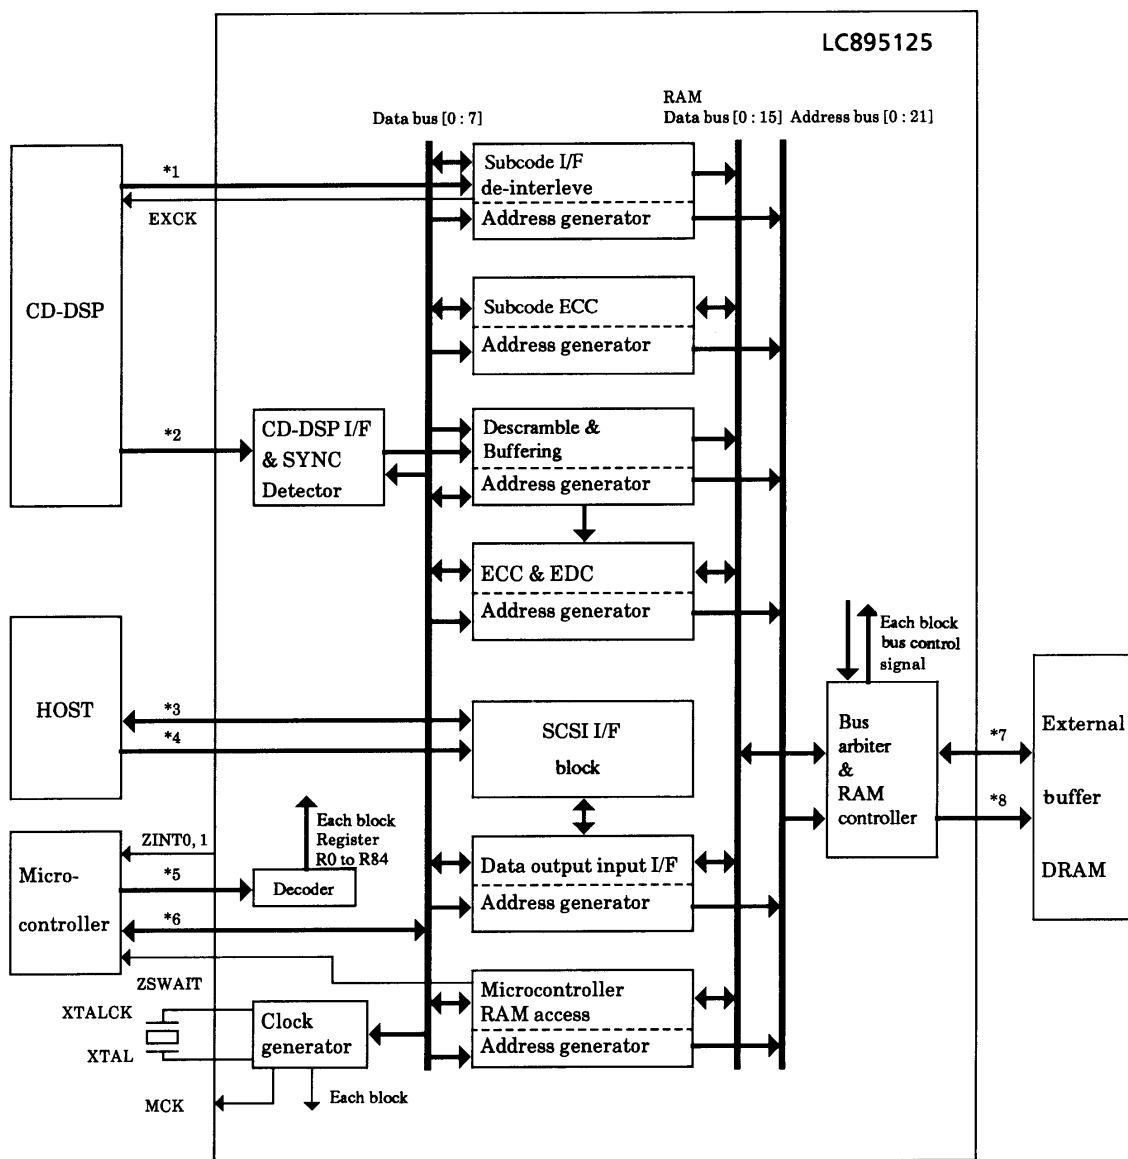 LC895125
RAM
Data bus [0 : 7]
Data bus [0 : 15]
Address bus [0 : 21]
*1
EXCK
CD-DSP
Subcode I/F
de-interleve
Address generator
Subcode ECC
Address generator
*2
CD-DSP I/F
& SYNC
Detector
Descramble &
Buffering
Address generator
ECC & EDC
Address generator
Each block
bus control
signal
HOST
*3
*4
SCSI I/F
block
Bus
arbiter
&
RAM
controller
*7
*8
External
buffer
DRAM
Each block
Register
R0 to R84
ZINT0, 1
*5
Decoder
Micro-
controller
*6
Data output input I/F
Address generator
ZSWAIT
XTALCK
XTAL
Clock
generator
Microcontroller
RAM access
Address generator
MCK
Each block